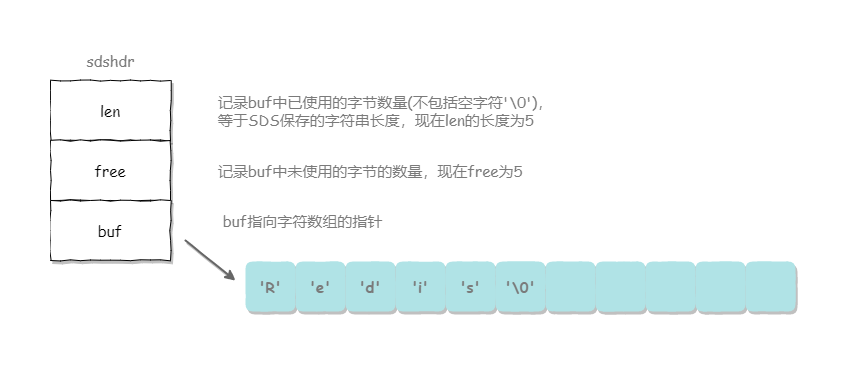 sdshdr
len
记录buf中已使用的字节数量(不包括空字符'\0')，
等于SDS保存的字符串长度，现在len的长度为5
free
记录buf中未使用的字节的数量，现在free为5
buf
buf指向字符数组的指针
'R' 'e' 'd' 'i' 's' '\0'